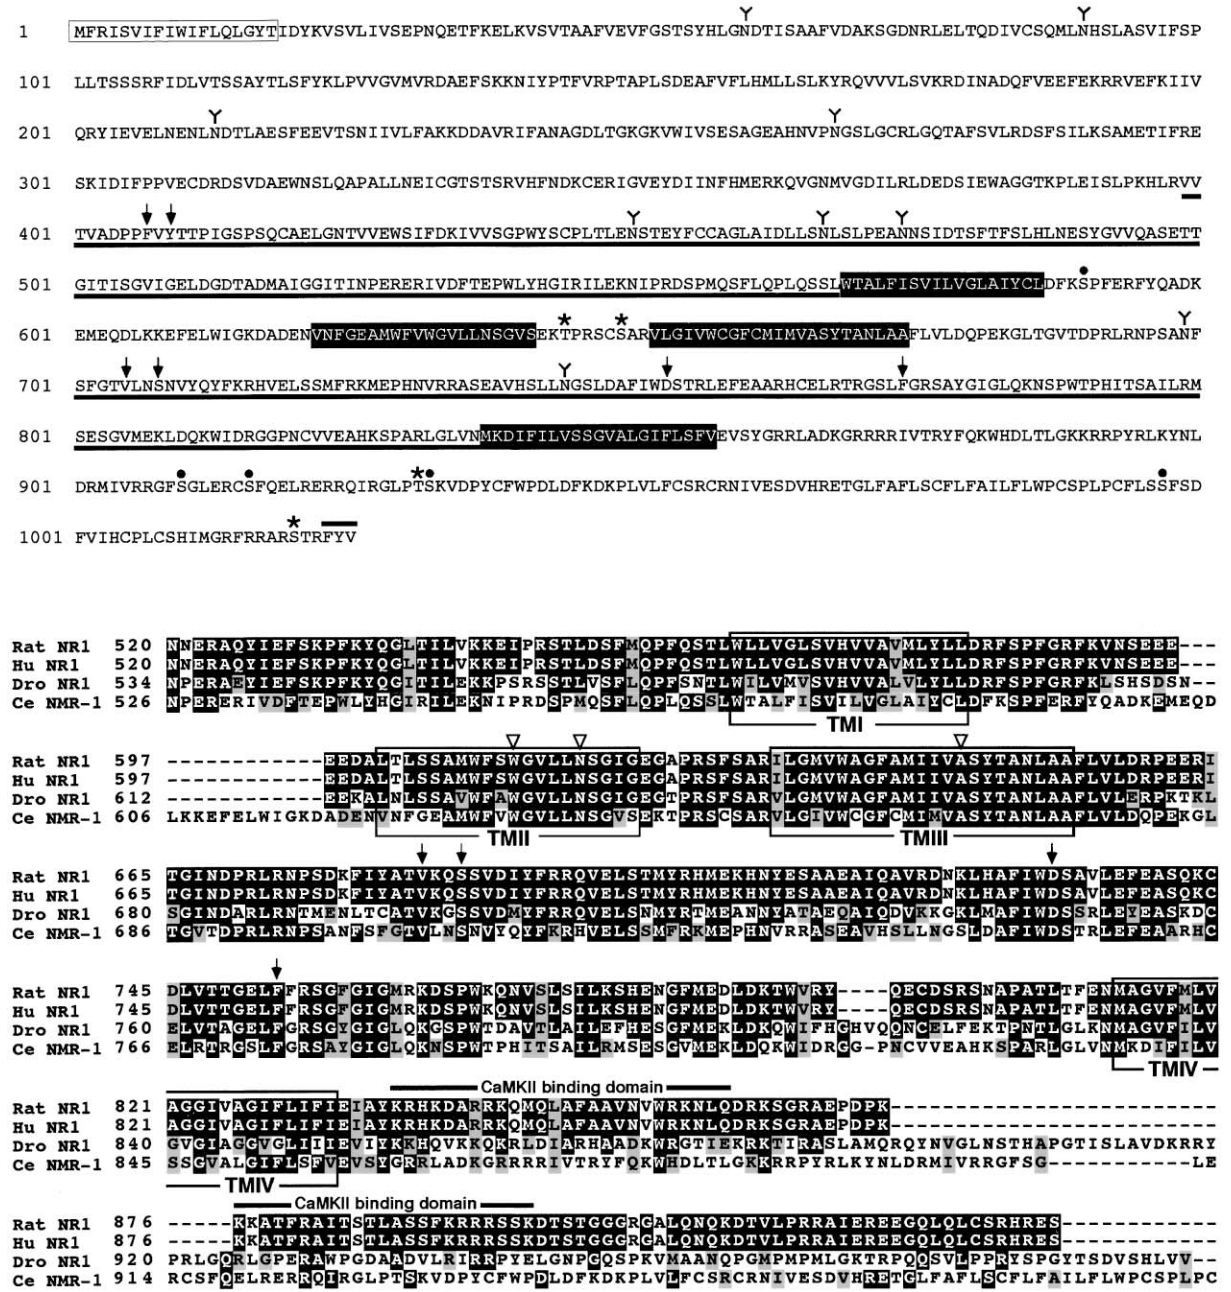 1 MFRISVIFIWIFLQLGYTIDYKVSVLIVSEPNQETFKELKVSVTAAFVEVFGSTSYHLGNDTISAAFVDAKSGDNRLELTQDIVCSQMLNHSLASVIFSP
101 LLTSSSRFIDLVTSSAYTLSFYKLPVVGVMVRDAEFSKKNIYPTFVRPTAPLSDEAFVFLHMLLSLKYRQVVVLSVKRDINADQFVEEFEKRRVEFKIIV
201 QRYIEVELNENLNDTLAESFEEVTSNIIVLFAKKDDAVRIFANAGDLTGKGKVWIVSESAGEAHNVPNGSLGCRLGQTAFSVLRDSFSILKSAMETIFRE
301 SKIDIFPPVECDRDSVDAEWNSLQAPALLNEICGTSTSRVHFNDKCERIGVEYDIINFHMERKQVGNMVGDILRLDEDSIEWAGGTKPLEISLPKHLRVV
401 TVADPPFVYTTPIGSPSQCAELGNTVVEWSIFDKIVVSGPWYSCPLTLENSTEYFCCAGLAIDLLSNLSLPEANNSIDTSFTFSLHLNESYGVVQASETT
501 GITISGVIGELDGDTADMAIGGITINPERERIVDFTEPWLYHGIRILEKNIPRDSPMQSFLQPLQSSLWTALFISVILVGLAIYCLDFKSPFERFYQADK
601 EMEQDLKKEFELWIGKDADENVNFGEAMWFVWGVLLNSGVSEKTPRSCSARVLGIVWCGFCMIMVASYTANLAAFLVLDQPEKGLTGVTDPRLRNPSANF
701 SFGTVLNSNVYQYFKRHVELSSMFRKMEPHNVRRASEAVHSLLNGSLDAFIWDSTRLEFEAARHCELRTRGSLFGRSAYGIGLQKNSPWTPHITSAILRM
801 SESGVMEKLDQKWIDRGGPNCVVEAHKSPARLGLVNMKDIFILVSSGVALGIFLSFVEVSYGRRLADKGRRRRIVTRYFQKWHDLTLGKKRRPYRLKYNL
901 DRMIVRRGFSGLERCSFQELRERRQIRGLPTSKVDPYCFWPDLDFKDKPLVLFCSRCRNIVESDVHRETGLFAFLSCFLFAILFLWPCSPLPCFLSSFSD
1001 FVIHCPLCSHIMGRFRRARSTRFYV
Rat NR1 520 NNERAQYIEFSKPFKYQGLTILVKKEIPRSTLDSFMQPFQSTLWLLVGLSVHVVAVMLYLLDRFSPFGRFKVNSEEE---
Hu NR1 520 NNERAQYIEFSKPFKYQGLTILVKKEIPRSTLDSFMQPFQSTLWLLVGLSVHVVAVMLYLLDRFSPFGRFKVNSEEE---
Dro NR1 534 NPERAEYIEFSKPFKYQGITILEKKPSRSSTLVSFLQPFSNTLWILVMVSVHVVALVLYLLDRFSPFGRFKLSHSDSN--
Ce NMR-1 526 NPERERIVDFTEPWLYHGIRILEKNIPRDSPMQSFLQPLQSSLWTALFISVILVGLAIYCLDFKSPFERFYQADKEMEQD
TMI
Rat NR1 597 ------------EEDALTLSSAMWFSWGVLLNSGIGEGAPRSFSARILGMVWAGFAMIIVASYTANLAAFLVLDRPEERI
Hu NR1 597 ------------EEDALTLSSAMWFSWGVLLNSGIGEGAPRSFSARILGMVWAGFAMIIVASYTANLAAFLVLDRPEERI
Dro NR1 612 ------------EEKALNLSSAVWFAWGVLLNSGIGEGTPRSFSARVLGMVWAGFAMIIVASYTANLAAFLVLERPKTKL
Ce NMR-1 606 LKKEFELWIGKDADENVNFGEAMWFVWGVLLNSGVSEKTPRSCSARVLGIVWCGFCMIMVASYTANLAAFLVLDQPEKGL
TMII TMIII
Rat NR1 665 TGINDPRLRNPSDKFIYATVKQSSVDIYFRRQVELSTMYRHMEKHNYESAAEAIQAVRDNKLHAFIWDSAVLEFEASQKC
Hu NR1 665 TGINDPRLRNPSDKFIYATVKQSSVDIYFRRQVELSTMYRHMEKHNYESAAEAIQAVRDNKLHAFIWDSAVLEFEASQKC
Dro NR1 680 SGINDARLRNTMENLTCATVKGSSVDMYFRRQVELSNMYRTMEANNYATAEQAIQDVKKGKLMAFIWDSSRLEYEASKDC
Ce NMR-1 686 TGVTDPRLRNPSANFSFGTVLNSNVYQYFKRHVELSSMFRKMEPHNVRRASEAVHSLLNGSLDAFIWDSTRLEFEAARHC
Rat NR1 745 DLVTTGELFFRSGFGIGMRKDSPWKQNVSLSILKSHENGFMEDLDKTWVRY----QECDSRSNAPATLTFENMAGVFMLV
Hu NR1 745 DLVTTGELFFRSGFGIGMRKDSPWKQNVSLSILKSHENGFMEDLDKTWVRY----QECDSRSNAPATLTFENMAGVFMLV
Dro NR1 760 ELVTAGELFGRSGYGIGLQKGSPWTDAVTLAILEFHESGFMEKLDKQWIFHGHVQQNCELFEKTPNTLGLKNMAGVFILV
Ce NMR-1 766 ELRTRGSLFGRSAYGIGLQKNSPWTPHITSAILRMSESGVMEKLDQKWIDRGG-PNCVVEAHKSPARLGLVNMKDIFILV
TMIV
CaMKII binding domain
Rat NR1 821 AGGIVAGIFLIFIEIAYKRHKDARRKQMQLAFAAVNVWRKNLQDRKSGRAEPDPK-------------------------
Hu NR1 821 AGGIVAGIFLIFIEIAYKRHKDARRKQMQLAFAAVNVWRKNLQDRKSGRAEPDPK-------------------------
Dro NR1 840 GVGIAGGVGLIIIEVIYKKHQVKKQKRLDIARHAADKWRGTIEKRKTIRASLAMQRQYNVGLNSTHAPGTISLAVDKRRY
Ce NMR-1 845 SSGVALGIFLSFVEVSYGRRLADKGRRRRIVTRYFQKWHDLTLGKKRRPYRLKYNLDRMIVRRGFSG-----------LE
TMIV
CaMKII binding domain
Rat NR1 876 -----KKATFRAITSTLASSFKRRRSSKDTSTGGGRGALQNQKDTVLPRRAIEREEGQLQLCSRHRES------------
Hu NR1 876 -----KKATFRAITSTLASSFKRRRSSKDTSTGGGRGALQNQKDTVLPRRAIEREEGQLQLCSRHRES------------
Dro NR1 920 PRLGQRLGPERAWPGDAADVLRIRRPYELGNPGQSPKVMAANQPGMPMPMLGKTRPQQSVLPPRYSPGYTSDVSHLVV--
Ce NMR-1 914 RCSFQELRERRQIRGLPTSKVDPYCFWPDLDFKDKPLVLFCSRCRNIVESDVHRETGLFAFLSCFLFAILFLWPCSPLPC